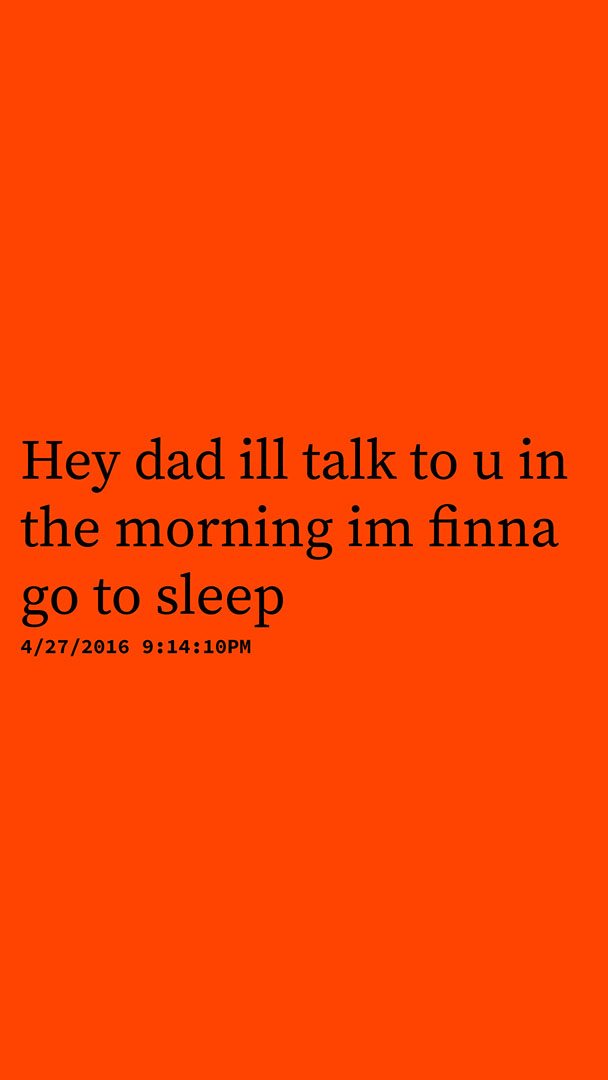 Hey dad ill talk to u in
the morning im finna
go to sleep
4/27/2016 9:14:10PM